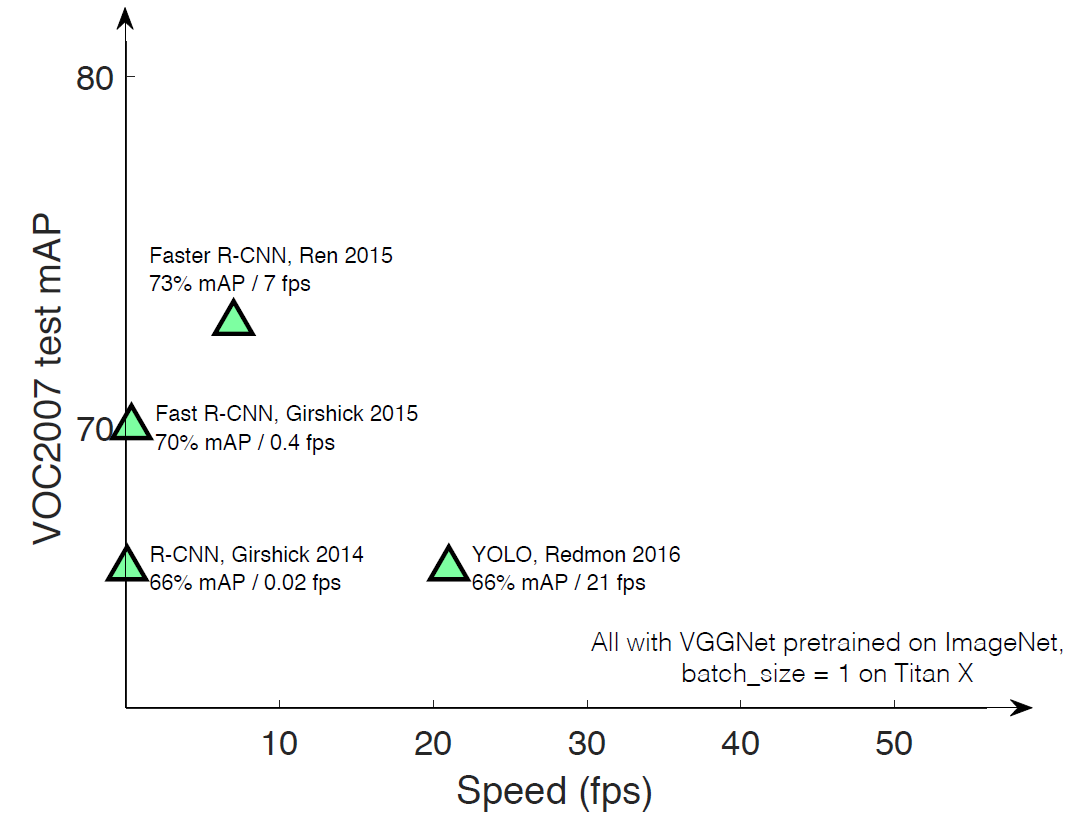 80
VOC2007 test mAP
Faster R-CNN, Ren 2015
73% mAP / 7 fps
70
Fast R-CNN, Girshick 2015
70% mAP / 0.4 fps
R-CNN, Girshick 2014
66% mAP / 0.02 fps
YOLO, Redmon 2016
66% mAP / 21 fps
All with VGGNet pretrained on ImageNet,
batch_size = 1 on Titan X
10 20 30 40 50
Speed (fps)